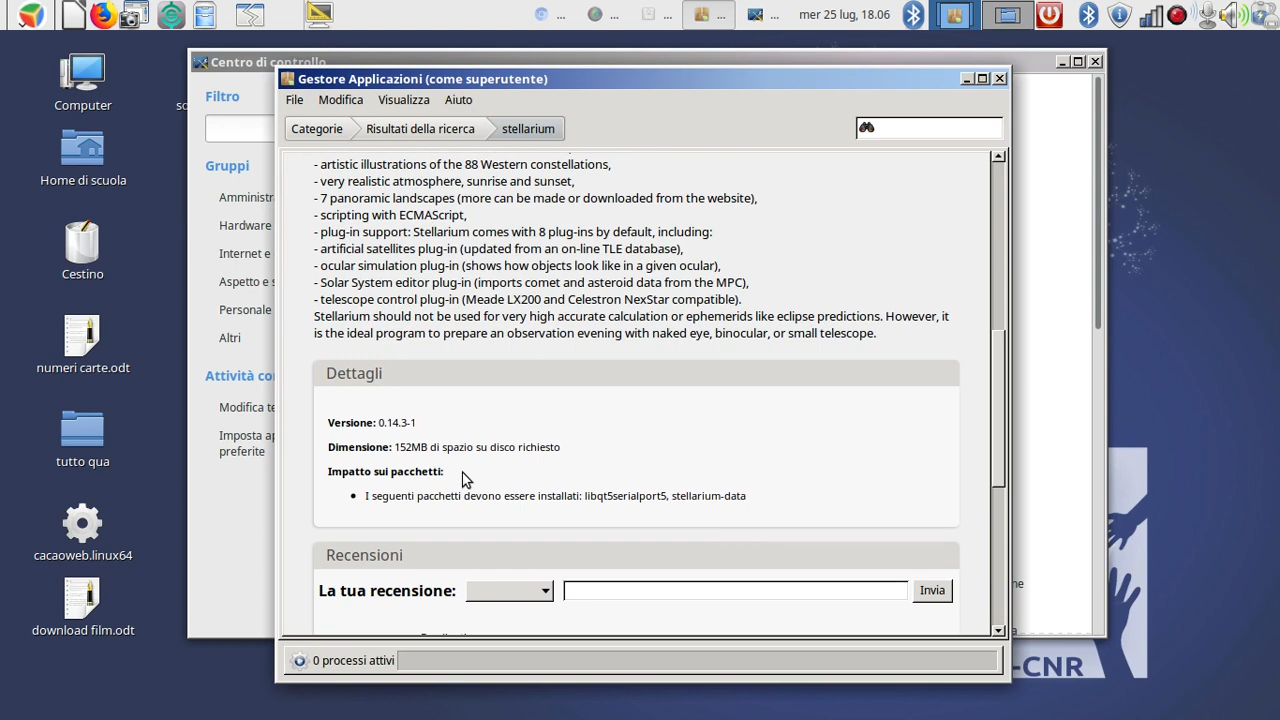 ... ... ... ... ... mer 25 lug, 18.06
Centro di controllo
Filtro
Gruppi
Hardware
Internet e
Aspetto e s
Personale
Altri
Modifica te
Imposta ap
preferite
Computer
Home di scuola
Cestino
numeri carte.odt
tutto qua
cacaoweb.linux64
download film.odt
Gestore Applicazioni (come superutente)
File Modifica Visualizza Aiuto
Categorie Risultati della ricerca stellarium
- artistic illustrations of the 88 Western constellations,
- very realistic atmosphere, sunrise and sunset,
- 7 panoramic landscapes (more can be made or downloaded from the website),
- scripting with ECMAScript,
- plug-in support: Stellarium comes with 8 plug-ins by default, including:
- artificial satellites plug-in (updated from an on-line TLE database),
- ocular simulation plug-in (shows how objects look like in a given ocular),
- Solar System editor plug-in (imports comet and asteroid data from the MPC),
- telescope control plug-in (Meade LX200 and Celestron NexStar compatible).
Stellarium should not be used for very high accurate calculation or ephemerids like eclipse predictions. However, it
is the ideal program to prepare an observation evening with naked eye, binocular, or small telescope.
Dettagli
Versione: 0.14.3-1
Dimensione: 152MB di spazio su disco richiesto
Impatto sui pacchetti:
I seguenti pacchetti devono essere installati: libqt5serialport5, stellarium-data
Recensioni
La tua recensione: Invia
0 processi attivi
-CNR